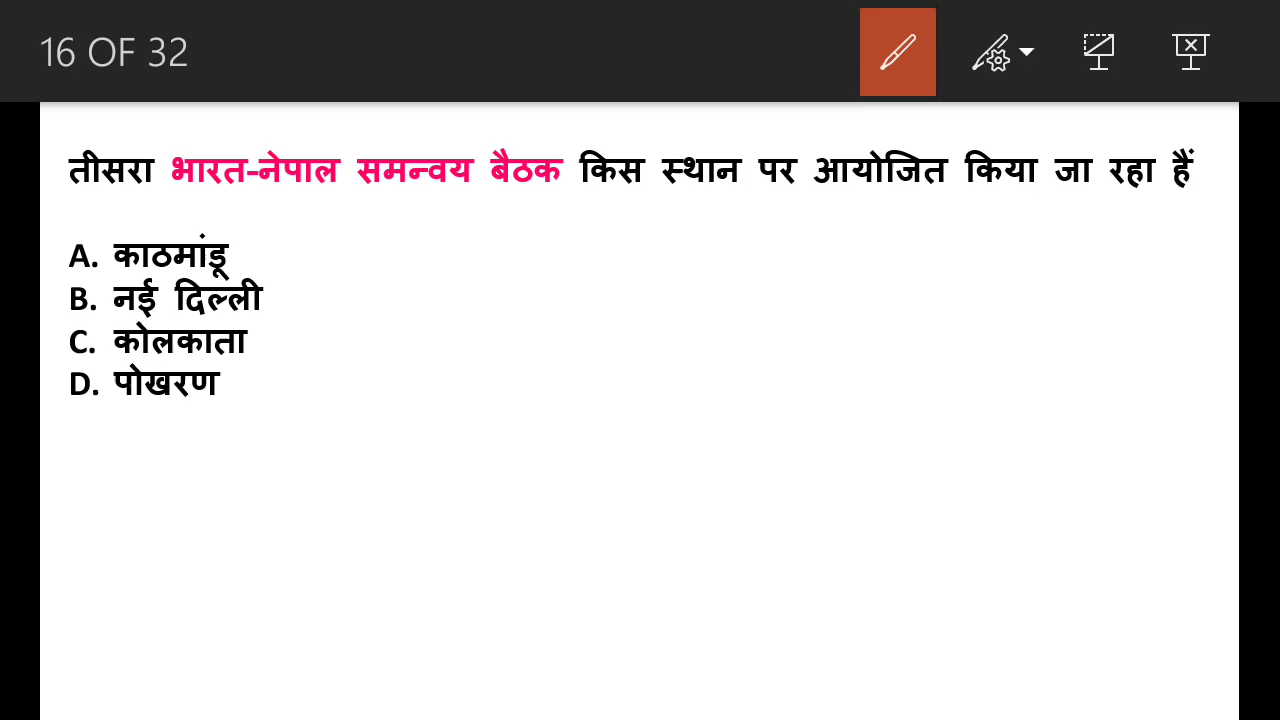 16 OF 32
तीसरा भारत-नेपाल समन्वय बैठक किस स्थान पर आयोजित किया जा रहा हैं
A. काठमांडू
B. नई दिल्ली
C. कोलकाता
D. पोखरण